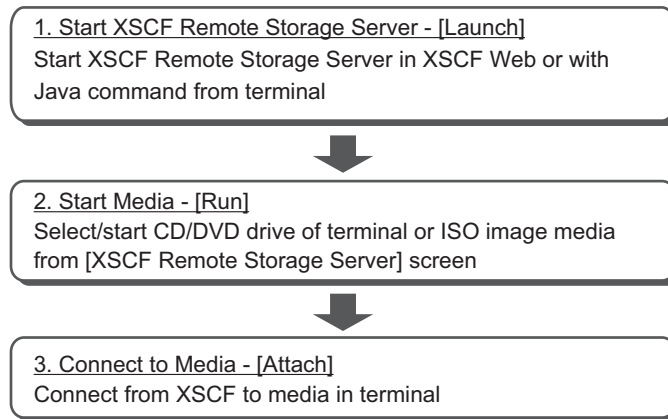 1. Start XSCF Remote Storage Server - [Launch]
Start XSCF Remote Storage Server in XSCF Web or with
Java command from terminal
2. Start Media - [Run]
Select/start CD/DVD drive of terminal or ISO image media
from [XSCF Remote Storage Server] screen
3. Connect to Media - [Attach]
Connect from XSCF to media in terminal